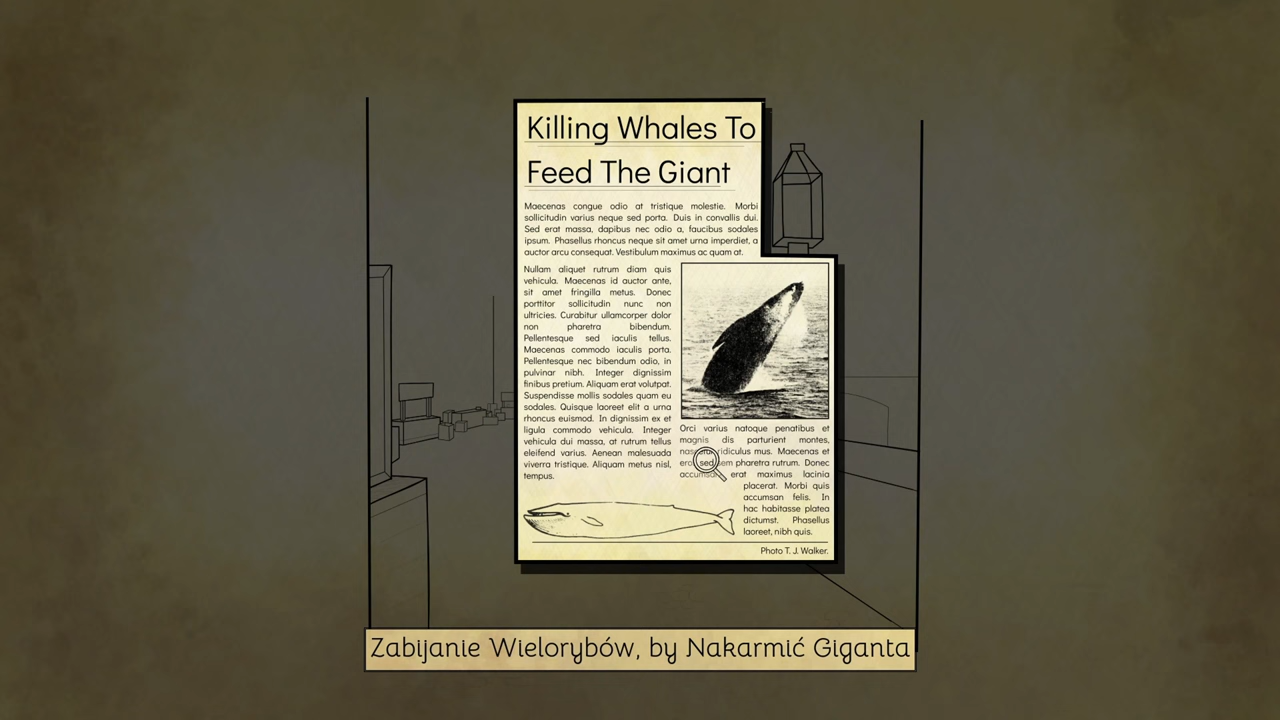 Killing Whales To
Feed The Giant
Maecenas congue odio at tristique molestie. Morbi
sollicitudin varius neque sed porta. Duis in convallis dui.
Sed erat massa, dapibus nec odio a, faucibus sodales
ipsum. Phasellus rhoncus neque sit amet urna imperdiet, a
auctor arcu consequat. Vestibulum maximus ac quam at.
Nullam aliquet rutrum diam quis
vehicula. Maecenas id auctor ante,
sit amet fringilla metus. Donec
porttitor sollicitudin nunc non
ultricies. Curabitur ullamcorper dolor
non pharetra bibendum.
Pellentesque sed iaculis tellus.
Maecenas commodo iaculis porta.
Pellentesque nec bibendum odio, in
pulvinar nibh. Integer dignissim
finibus pretium. Aliquam erat volutpat.
Suspendisse mollis sodales quam eu
sodales. Quisque laoreet elit a urna
rhoncus euismod. In dignissim ex et
ligula commodo vehicula. Integer
vehicula dui massa, at rutrum tellus
eleifend varius. Aenean malesuada
viverra tristique. Aliquam metus nisl,
tempus.
Orci varius natoque penatibus et
magnis dis parturient montes,
nascetur ridiculus mus. Maecenas et
erat sed sem pharetra rutrum. Donec
accumsan erat maximus lacinia
placerat. Morbi quis
accumsan felis. In
hac habitasse platea
dictumst. Phasellus
laoreet, nibh quis.
Photo T. J. Walker.
Zabijanie Wielorybów, by Nakarmić Giganta